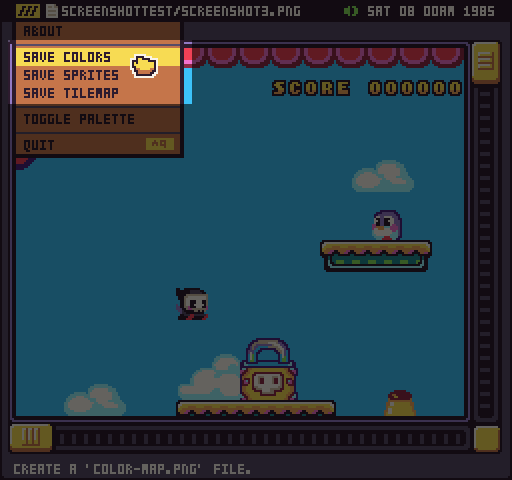 SCREENSHOTTEST/SCREENSHOT3.PNG SAT 08 00AM 1985
ABOUT
SAVE COLORS
SAVE SPRITES
SAVE TILEMAP
SCORE 000000
TOGGLE PALETTE
QUIT ^Q
CREATE A 'COLOR-MAP.PNG' FILE.